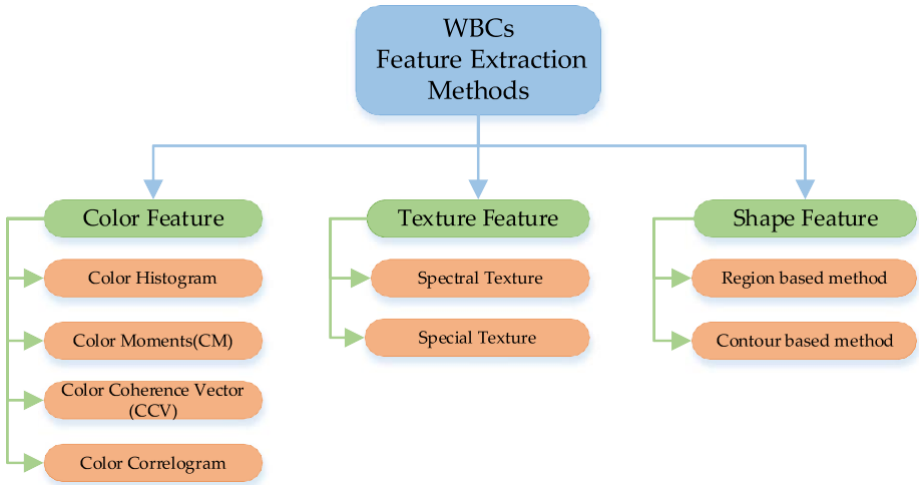 WBCs
Feature Extraction
Methods
Color Feature
Color Histogram
Color Moments(CM)
Color Coherence Vector
(CCV)
Color Correlogram
Texture Feature
Spectral Texture
Special Texture
Shape Feature
Region based method
Contour based method